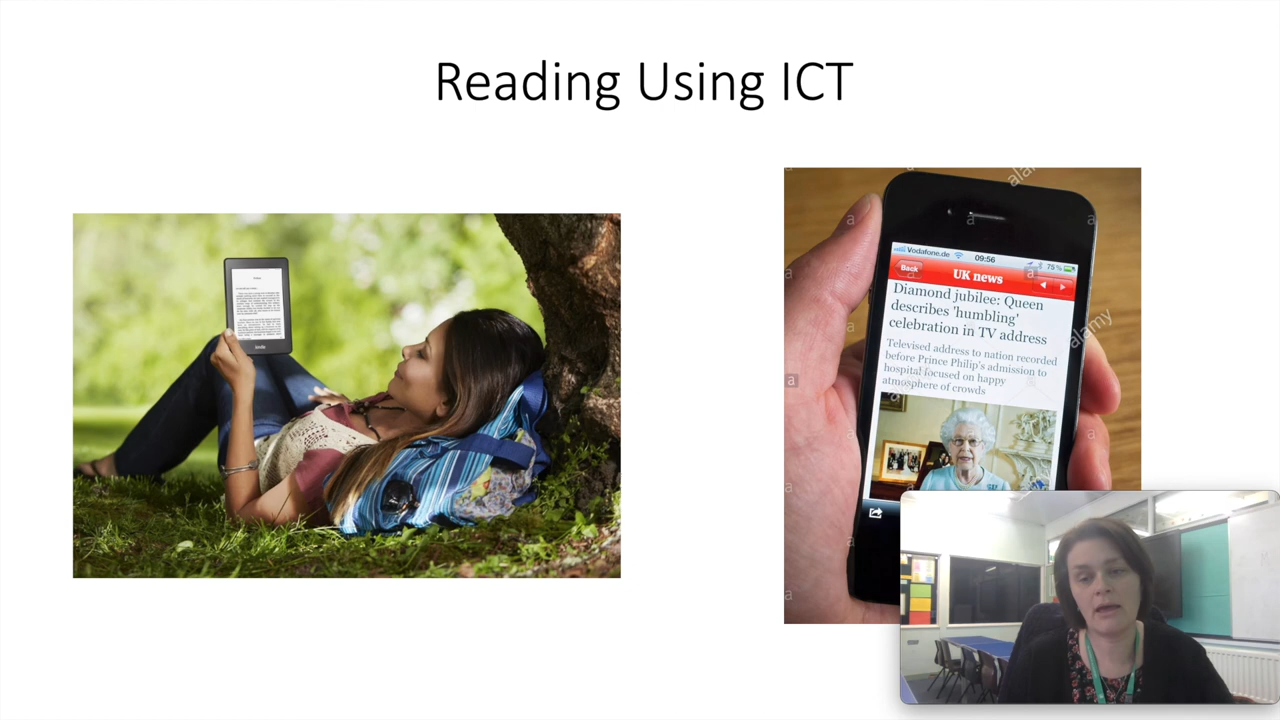 Reading Using ICT
kindle
Vodafone.de 09:56 75%
Back
UK news
Diamond jubilee: Queen
describes 'humbling'
celebration in TV address
Televised address to nation recorded
before Prince Philip's admission to
hospital focused on happy
atmosphere of crowds
alamy
alamy